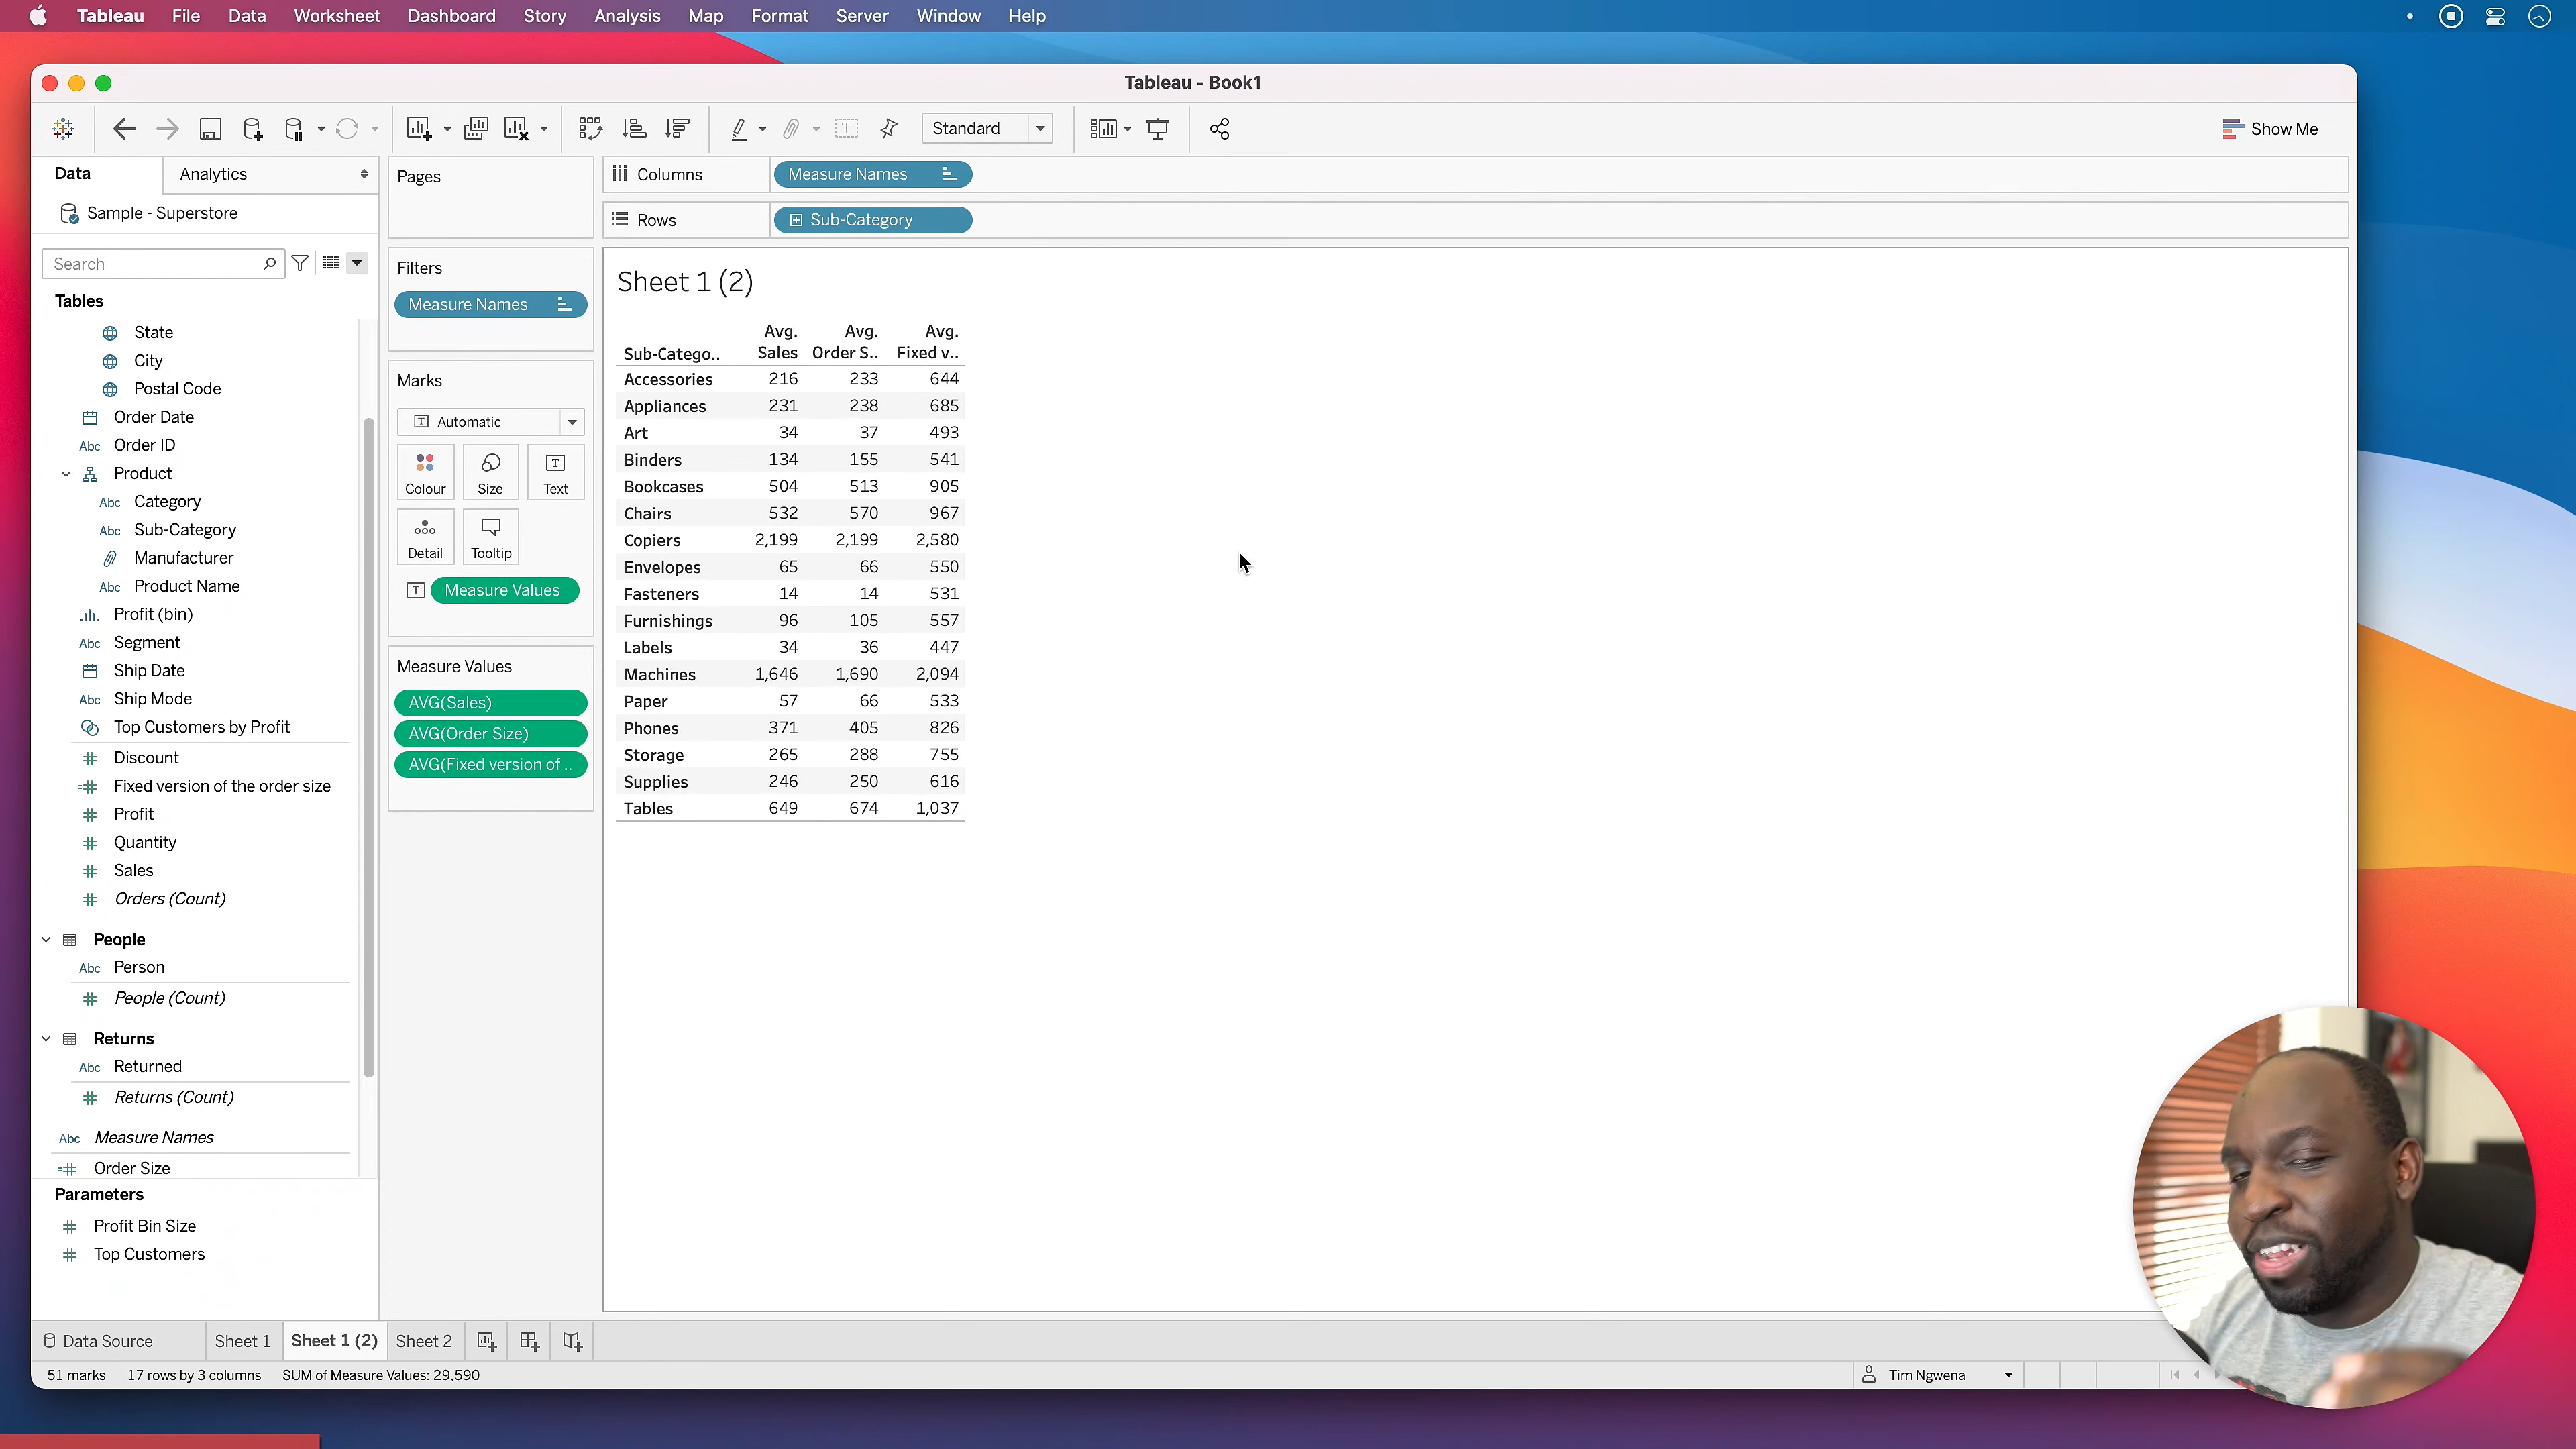 Tableau File Data Worksheet Dashboard Story Analysis Map Format Server Window Help
Tableau - Book1
Standard
Show Me
Data Analytics
Sample - Superstore
Search
Tables
State
City
Postal Code
Order Date
Abc Order ID
Product
Abc Category
Abc Sub-Category
Manufacturer
Abc Product Name
Profit (bin)
Abc Segment
Ship Date
Abc Ship Mode
Top Customers by Profit
Discount
Fixed version of the order size
Profit
Quantity
Sales
Orders (Count)
People
Abc Person
People (Count)
Returns
Abc Returned
Returns (Count)
Abc Measure Names
Order Size
Parameters
Profit Bin Size
Top Customers
Pages
Filters
Measure Names
Marks
Automatic
Colour Size Text
Detail Tooltip
Measure Values
Measure Values
AVG(Sales)
AVG(Order Size)
AVG(Fixed version of ..
Columns Measure Names
Rows Sub-Category
Sheet 1 (2)
Avg. Avg. Avg.
Sub-Catego.. Sales Order S.. Fixed v..
Accessories 216 233 644
Appliances 231 238 685
Art 34 37 493
Binders 134 155 541
Bookcases 504 513 905
Chairs 532 570 967
Copiers 2,199 2,199 2,580
Envelopes 65 66 550
Fasteners 14 14 531
Furnishings 96 105 557
Labels 34 36 447
Machines 1,646 1,690 2,094
Paper 57 66 533
Phones 371 405 826
Storage 265 288 755
Supplies 246 250 616
Tables 649 674 1,037
Data Source Sheet 1 Sheet 1 (2) Sheet 2
51 marks 17 rows by 3 columns SUM of Measure Values: 29,590
Tim Ngwena